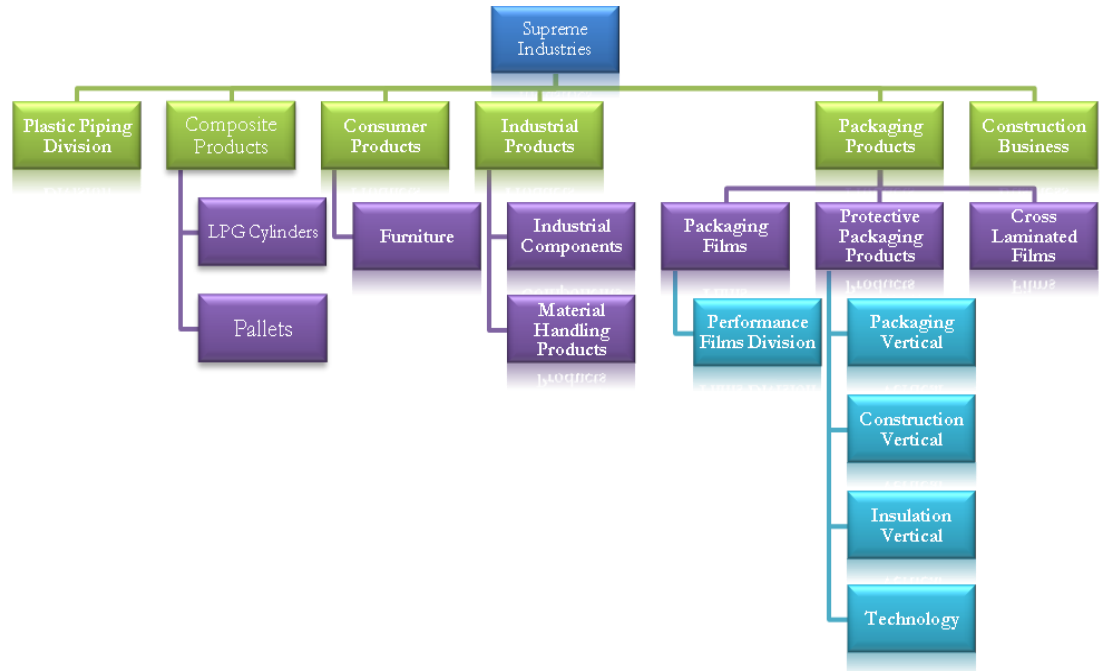 Supreme
Industries
Plastic Piping
Division
Composite
Products
Consumer
Products
Industrial
Products
Packaging
Products
Construction
Business
LPG Cylinders
Furniture
Industrial
Components
Packaging
Films
Protective
Packaging
Products
Cross
Laminated
Films
Pallets
Material
Handling
Products
Performance
Films Division
Packaging
Vertical
Construction
Vertical
Insulation
Vertical
Technology